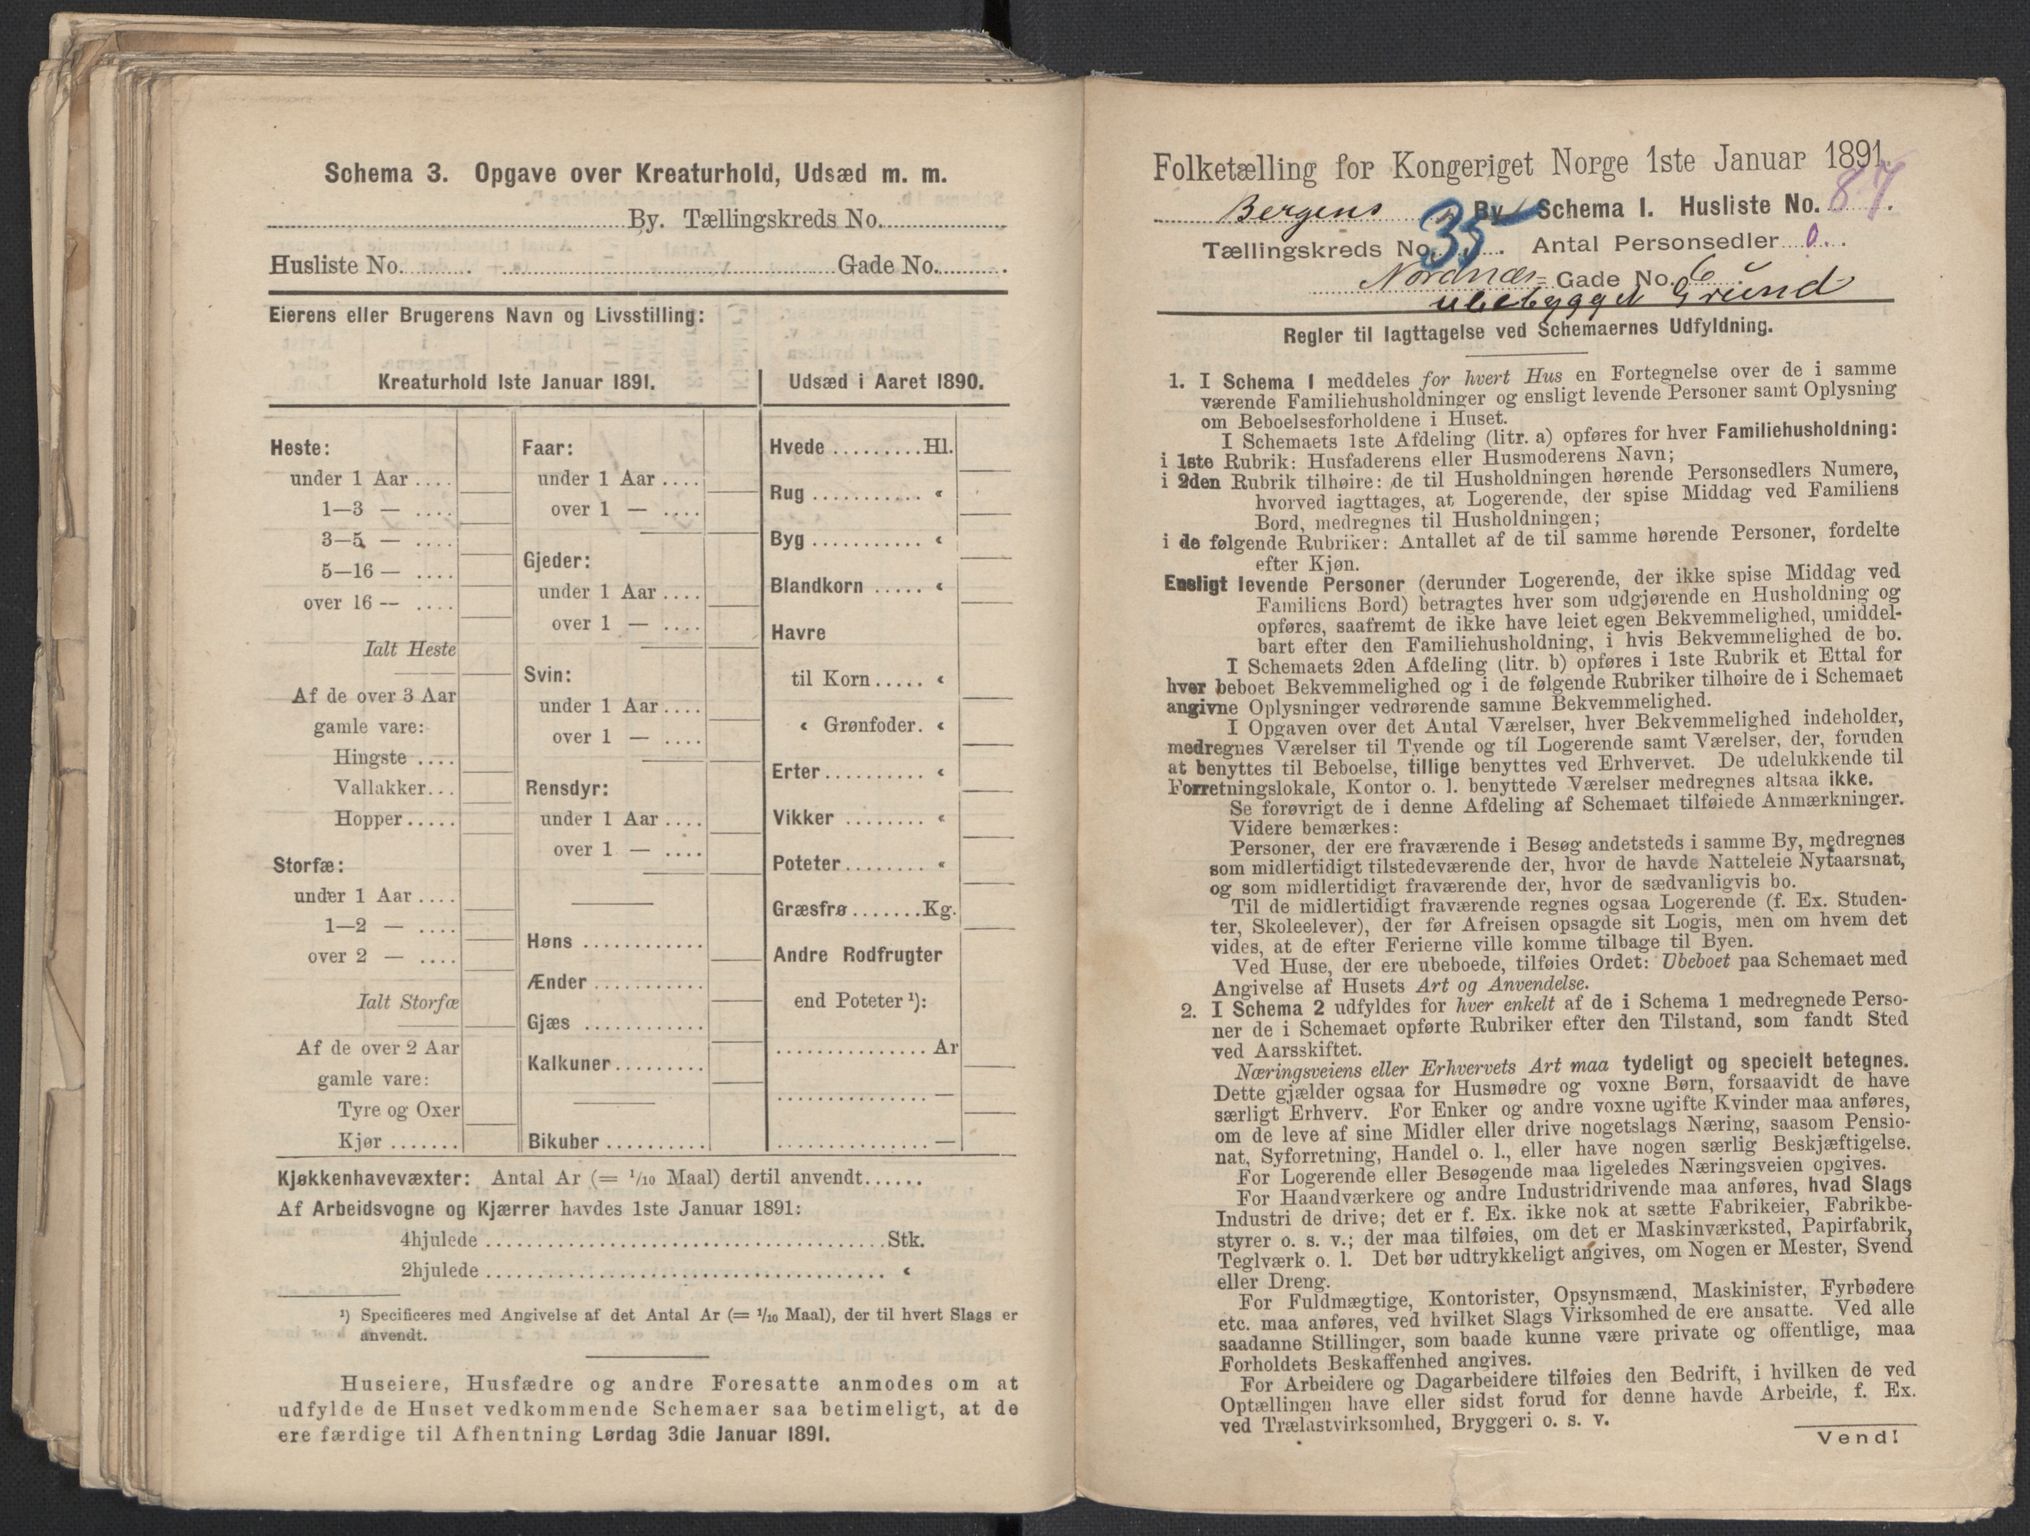 Schema 3. Opgave over Kreaturhold, Udsæd m. m.
By. Tællingskreds No.
Husliste No. Gade No.
Eierens eller Brugerens Navn og Livsstilling:
Kreaturhold 1ste Januar 1891.
Heste:
under 1 Aar ....
1—3 — ....
3—5 — ....
5—16 — ....
over 16 — ....
Ialt Heste
Af de over 3 Aar
gamle vare:
Hingste ....
Vallakker...
Hopper.....
Storfæ:
under 1 Aar ....
1—2 — ....
over 2 — ....
Ialt Storfæ
Af de over 2 Aar
gamle vare:
Tyre og Oxer
Kjør .......
Faar:
under 1 Aar ....
over 1 — ....
Gjeder:
under 1 Aar ....
over 1 — ....
Svin:
under 1 Aar ....
over 1 — ....
Rensdyr:
under 1 Aar ....
over 1 — ....
Høns ............
Ænder ...........
Gjæs ............
Kalkuner.........
Bikuber ..........
Udsæd i Aaret 1890.
Hvede .........Hl.
Rug ........... «
Byg ........... «
Blandkorn ..... «
Havre
til Korn ..... «
« Grønfoder. «
Erter.......... «
Vikker ........ «
Poteter........ «
Græsfrø.......Kg.
Andre Rodfrugter
end Poteter ¹):
............... Ar
............... —
............... —
Kjøkkenhavevæxter: Antal Ar (= 1/10 Maal) dertil anvendt......
Af Arbeidsvogne og Kjærrer havdes 1ste Januar 1891:
4hjulede ....................................... Stk.
2hjulede ....................................... «
¹) Specificeres med Angivelse af det Antal Ar (= 1/10 Maal), der til hvert Slags er
anvendt.
Huseiere, Husfædre og andre Foresatte anmodes om at
udfylde de Huset vedkommende Schemaer saa betimeligt, at de
ere færdige til Afhentning Lørdag 3die Januar 1891.
Folketælling for Kongeriget Norge 1ste Januar 1891.
Bergens By. Schema 1. Husliste No. 87.
Tællingskreds No. 35. Antal Personsedler 0.
Nordnæs= Gade No. 6
ubebygget Grund
Regler til Iagttagelse ved Schemaernes Udfyldning.
1. I Schema 1 meddeles for hvert Hus en Fortegnelse over de i samme
værende Familiehusholdninger og ensligt levende Personer samt Oplysning
om Beboelsesforholdene i Huset.
I Schemaets 1ste Afdeling (litr. a) opføres for hver Familiehusholdning:
i 1ste Rubrik: Husfaderens eller Husmoderens Navn;
i 2den Rubrik tilhøire: de til Husholdningen hørende Personsedlers Numere,
hvorved iagttages, at Logerende, der spise Middag ved Familiens
Bord, medregnes til Husholdningen;
i de følgende Rubriker: Antallet af de til samme hørende Personer, fordelte
efter Kjøn.
Ensligt levende Personer (derunder Logerende, der ikke spise Middag ved
Familiens Bord) betragtes hver som udgjørende en Husholdning og
opføres, saafremt de ikke have leiet egen Bekvemmelighed, umiddel-
bart efter den Familiehusholdning, i hvis Bekvemmelighed de bo.
I Schemaets 2den Afdeling (litr. b) opføres i 1ste Rubrik et Ettal for
hver beboet Bekvemmelighed og i de følgende Rubriker tilhøire de i Schemaet
angivne Oplysninger vedrørende samme Bekvemmelighed.
I Opgaven over det Antal Værelser, hver Bekvemmelighed indeholder,
medregnes Værelser til Tyende og til Logerende samt Værelser, der, foruden
at benyttes til Beboelse, tillige benyttes ved Erhvervet. De udelukkende til
Forretningslokale, Kontor o. l. benyttede Værelser medregnes altsaa ikke.
Se forøvrigt de i denne Afdeling af Schemaet tilføiede Anmærkninger.
Videre bemærkes:
Personer, der ere fraværende i Besøg andetsteds i samme By, medregnes
som midlertidigt tilstedeværende der, hvor de havde Natteleie Nytaarsnat,
og som midlertidigt fraværende der, hvor de sædvanligvis bo.
Til de midlertidigt fraværende regnes ogsaa Logerende (f. Ex. Studen-
ter, Skoleelever), der før Afreisen opsagde sit Logis, men om hvem det
vides, at de efter Ferierne ville komme tilbage til Byen.
Ved Huse, der ere ubeboede, tilføies Ordet: Ubeboet paa Schemaet med
Angivelse af Husets Art og Anvendelse.
2. I Schema 2 udfyldes for hver enkelt af de i Schema 1 medregnede Perso-
ner de i Schemaet opførte Rubriker efter den Tilstand, som fandt Sted
ved Aarsskiftet.
Næringsveiens eller Erhvervets Art maa tydeligt og specielt betegnes.
Dette gjælder ogsaa for Husmødre og voxne Børn, forsaavidt de have
særligt Erhverv. For Enker og andre voxne ugifte Kvinder maa anføres,
om de leve af sine Midler eller drive nogetslags Næring, saasom Pensio-
nat, Syforretning, Handel o. l., eller have nogen særlig Beskjæftigelse.
For Logerende eller Besøgende maa ligeledes Næringsveien opgives.
For Haandværkere og andre Industridrivende maa anføres, hvad Slags
Industri de drive; det er f. Ex. ikke nok at sætte Fabrikeier, Fabrikbe-
styrer o. s. v.; der maa tilføies, om det er Maskinværksted, Papirfabrik,
Teglværk o. l. Det bør udtrykkeligt angives, om Nogen er Mester, Svend
eller Dreng.
For Fuldmægtige, Kontorister, Opsynsmænd, Maskinister, Fyrbødere
etc. maa anføres, ved hvilket Slags Virksomhed de ere ansatte. Ved alle
saadanne Stillinger, som baade kunne være private og offentlige, maa
Forholdets Beskaffenhed angives.
For Arbeidere og Dagarbeidere tilføies den Bedrift, i hvilken de ved
Optællingen have eller sidst forud for denne havde Arbeide, f. Ex.
ved Trælastvirksomhed, Bryggeri o. s. v.
Vend!